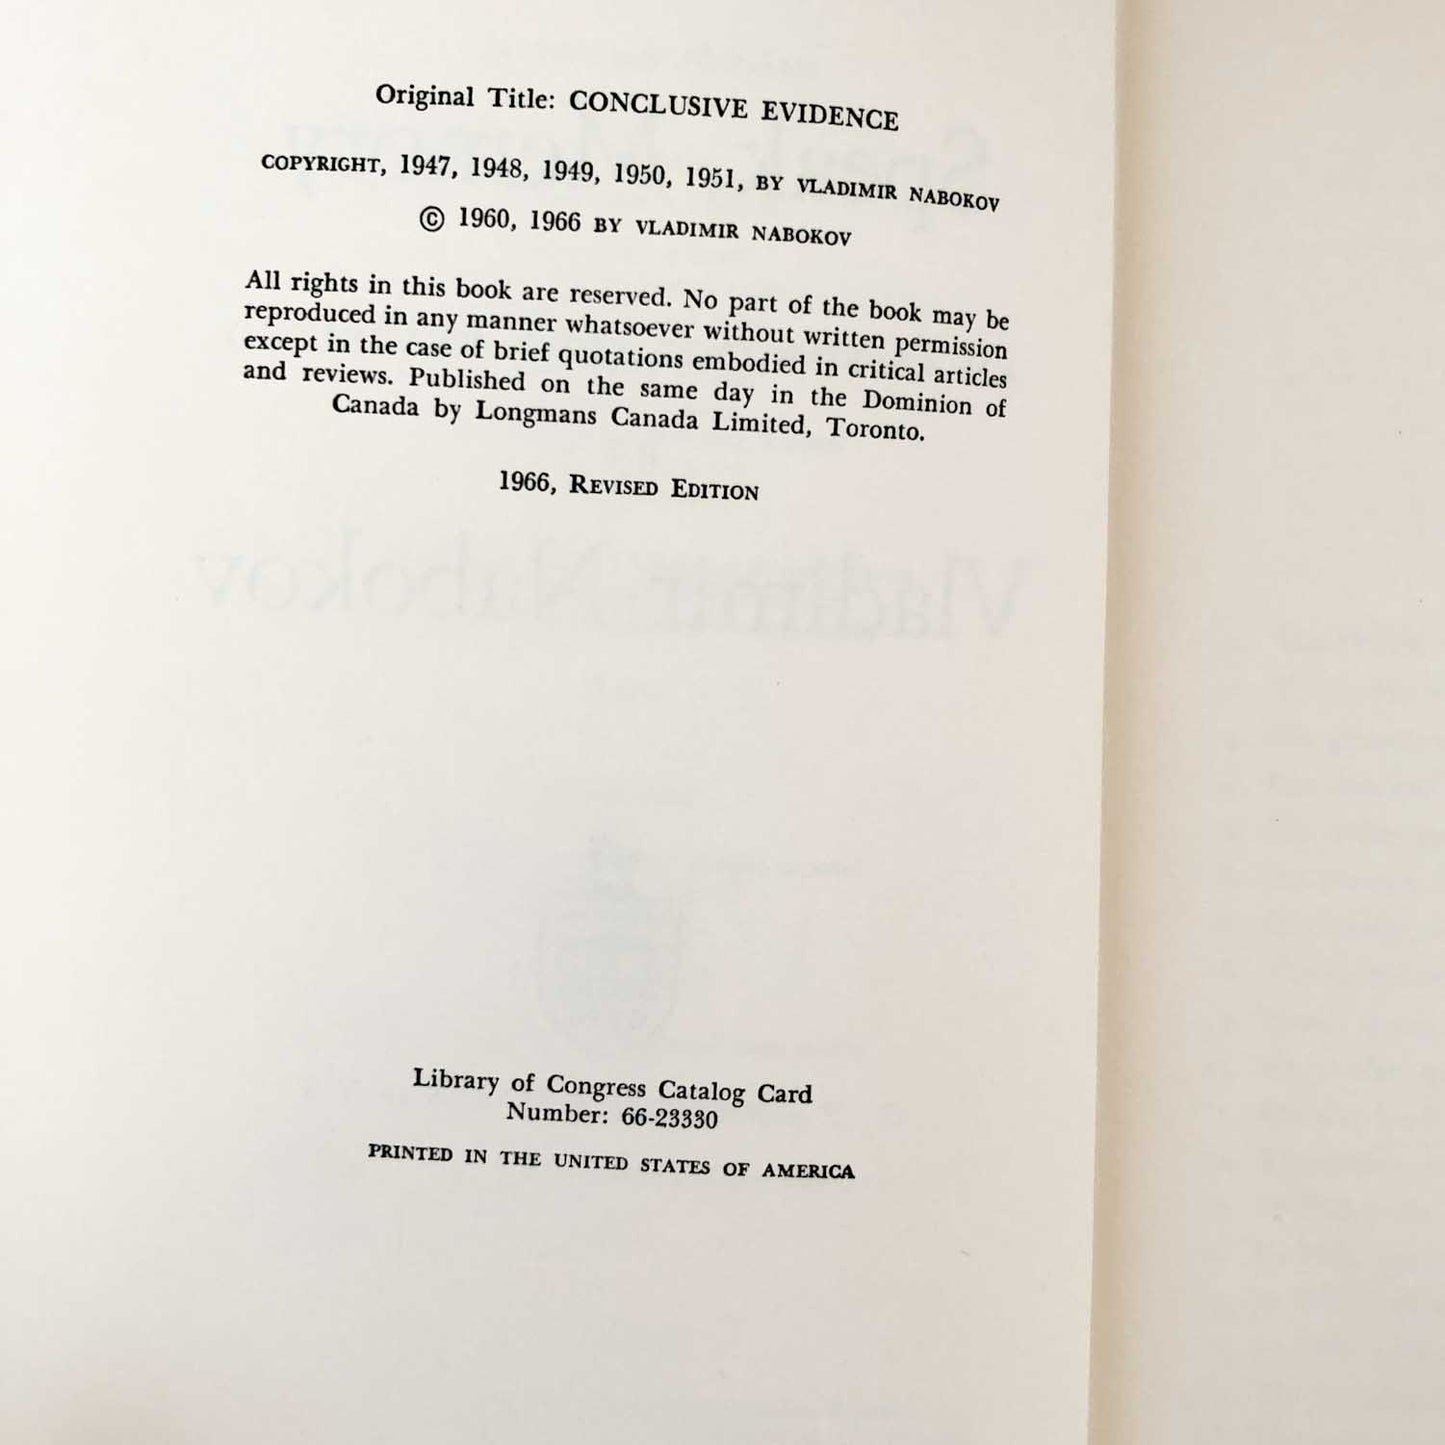 Original Title: CONCLUSIVE EVIDENCE
COPYRIGHT, 1947, 1948, 1949, 1950, 1951, BY VLADIMIR NABOKOV
© 1960, 1966 BY VLADIMIR NABOKOV
All rights in this book are reserved. No part of the book may be
reproduced in any manner whatsoever without written permission
except in the case of brief quotations embodied in critical articles
and reviews. Published on the same day in the Dominion of
Canada by Longmans Canada Limited, Toronto.
1966, REVISED EDITION
Vladimir Nabokov
Library of Congress Catalog Card
Number: 66-23330
PRINTED IN THE UNITED STATES OF AMERICA